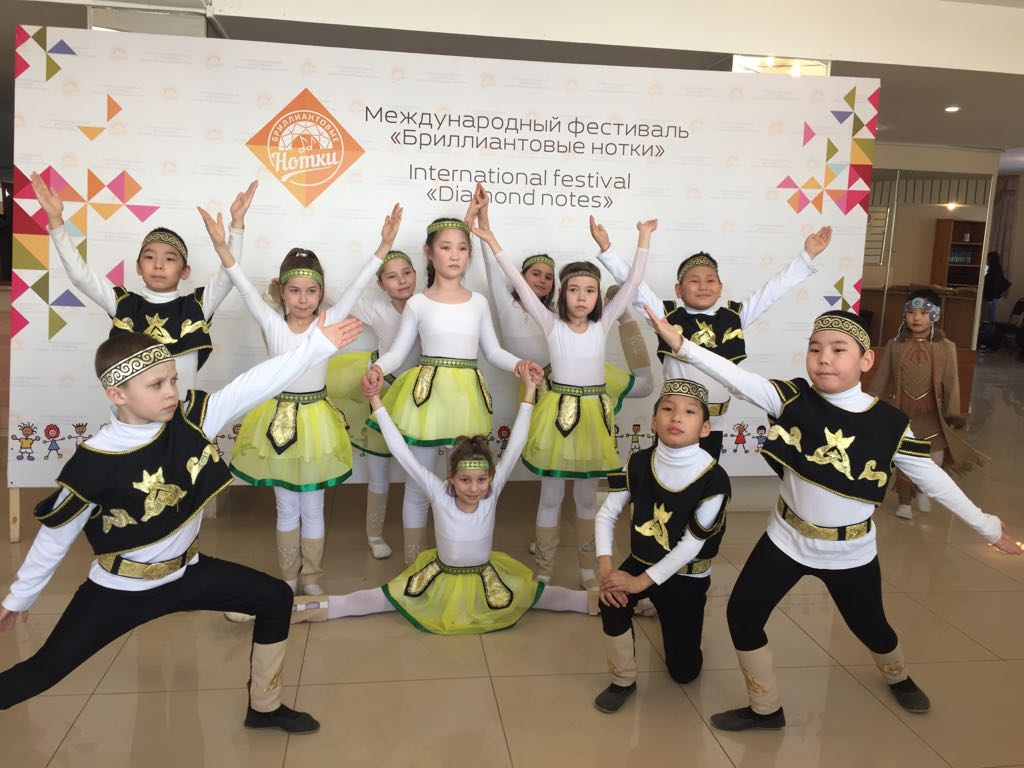 БРИЛЛИАНТОВЫЕ
Нотки
Международный фестиваль
«Бриллиантовые нотки»
International festival
«Diamond notes»